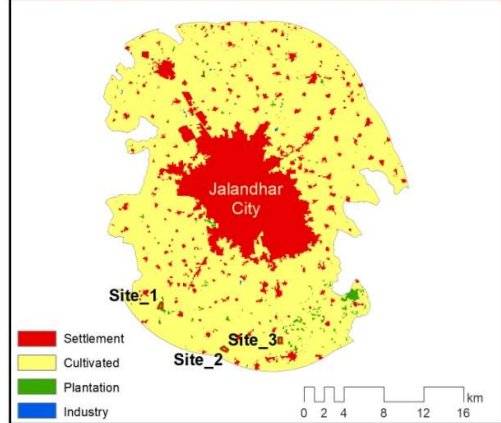 Jalandhar
City
Site_1
Site_3
Site_2
Settlement
Cultivated
Plantation
Industry
km
0 2 4 8 12 16